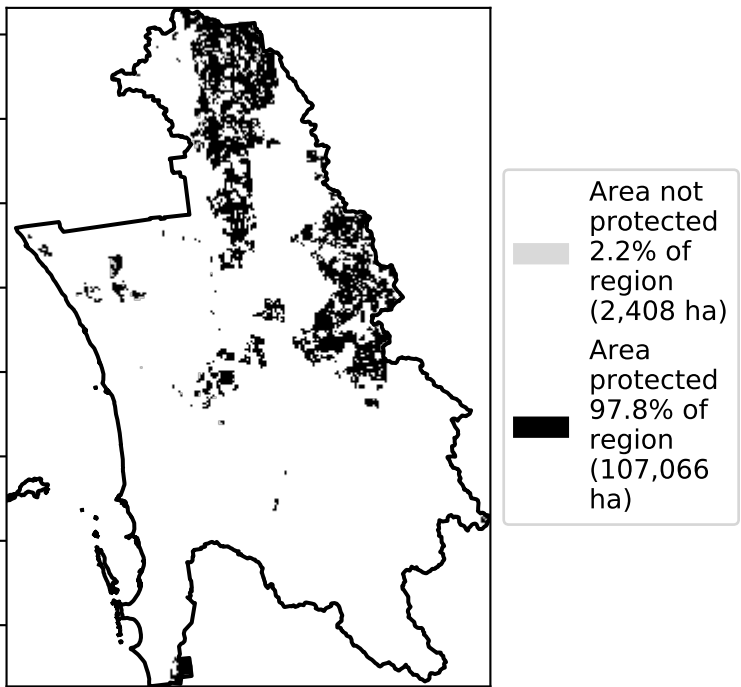 Area not
protected
2.2% of
region
(2,408 ha)
Area
protected
97.8% of
region
(107,066
ha)